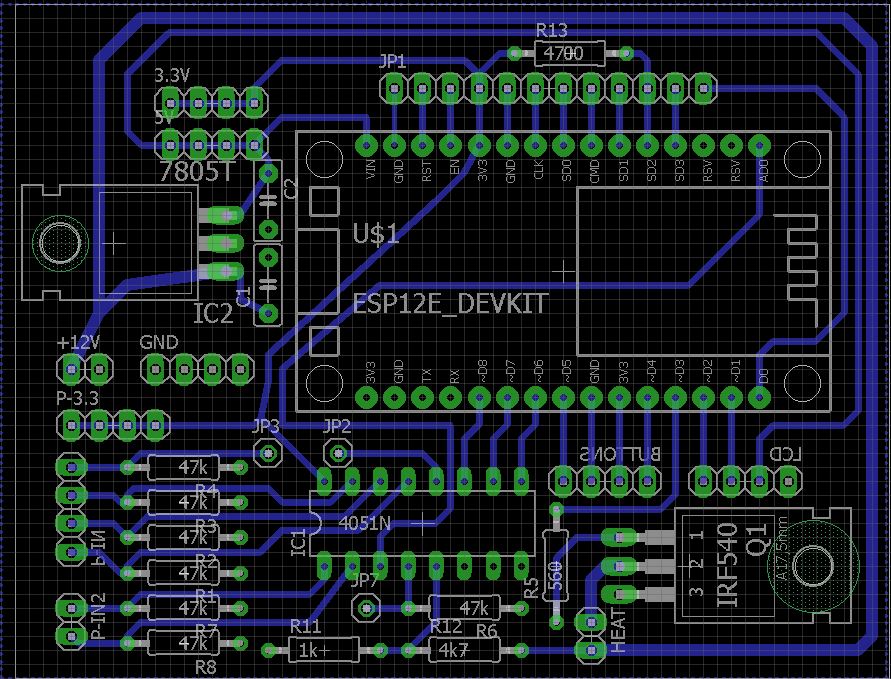 R13
4700
JP1
3.3V
5V
7805T
VIN
GND
RST
EN
3V3
GND
CLK
SD0
CMD
SD1
SD2
SD3
RSV
RSV
AD0
C2
U$1
C1
IC2
ESP12E_DEVKIT
+12V
GND
P-3.3
3V3
GND
TX
RX
~D8
~D7
~D6
~D5
GND
3V3
~D4
~D3
~D2
~D1
D0
JP3
JP2
BUTTONS
LCD
47k
R4
47k
R3
P-IN
47k
R2
47k
R1
IC1
4051N
R5
560
1
2
3
IRF540
Q1
A,17,5mm
JP7
P-IN2
47k
R7
47k
R8
R11
1k
47k
R6
R12
4k7
HEAT